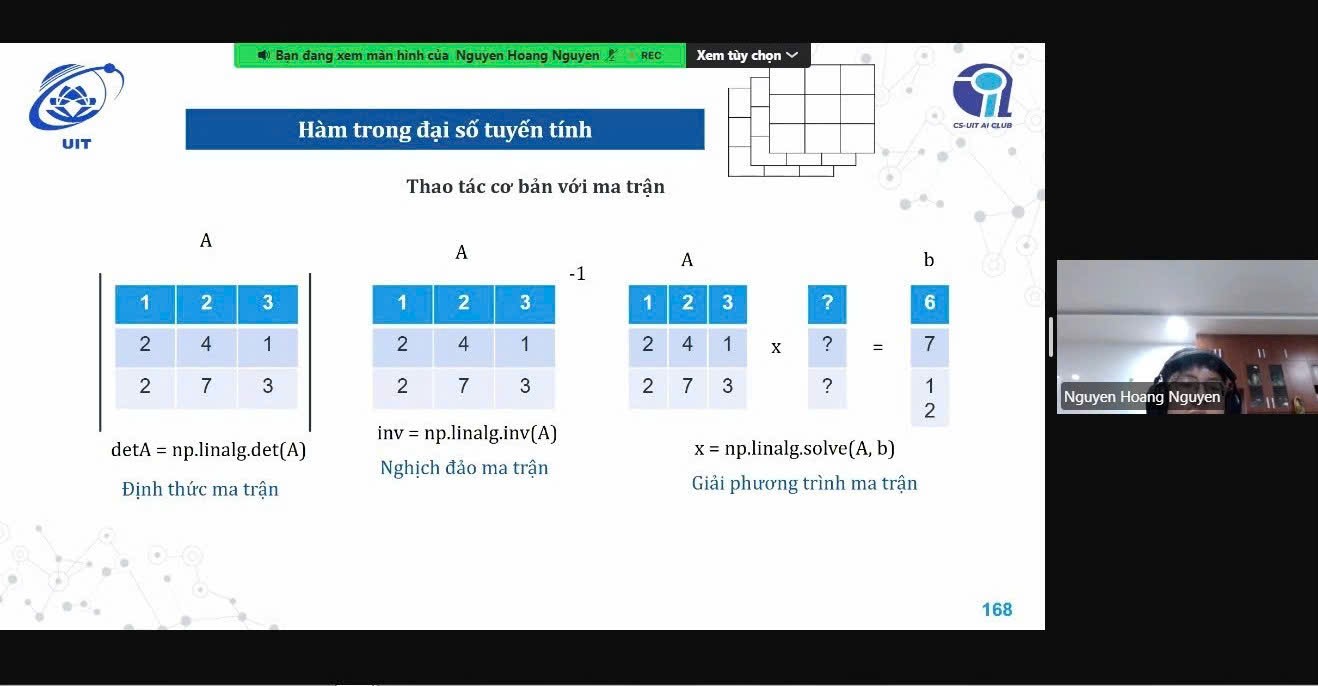 Bạn đang xem màn hình của Nguyen Hoang Nguyen REC Xem tùy chọn
UIT
CS-UIT AI CLUB
Hàm trong đại số tuyến tính
Thao tác cơ bản với ma trận
A
1 2 3
2 4 1
2 7 3
detA = np.linalg.det(A)
Định thức ma trận
A
-1
1 2 3
2 4 1
2 7 3
inv = np.linalg.inv(A)
Nghịch đảo ma trận
A b
1 2 3 ? 6
2 4 1 x ? = 7
2 7 3 ? 1
2
x = np.linalg.solve(A, b)
Giải phương trình ma trận
168
Nguyen Hoang Nguyen